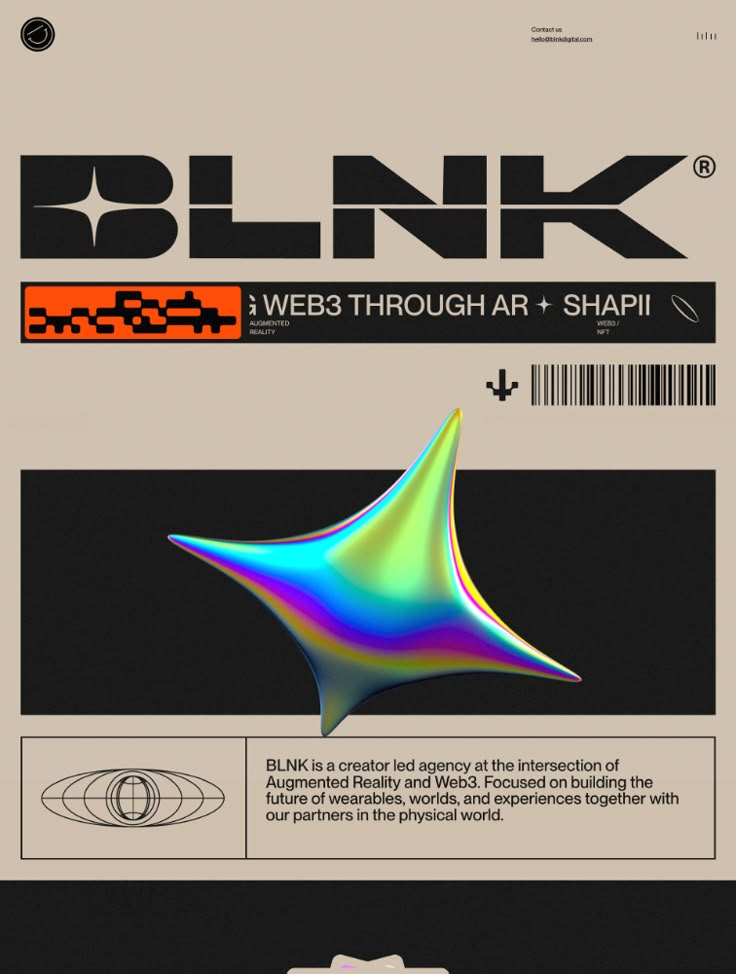 Contact us
hello@blnkdigital.com
BLNK®
WEB3 THROUGH AR SHAPI
AUGMENTED
REALITY
WEB3 /
NFT
BLNK is a creator led agency at the intersection of
Augmented Reality and Web3. Focused on building the
future of wearables, worlds, and experiences together with
our partners in the physical world.